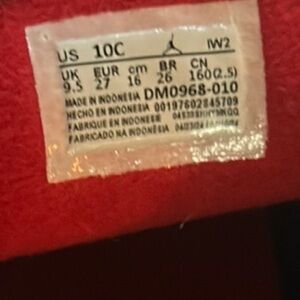 US 10C IW2
UK EUR cm BR CN
9.5 27 16 26 160(2.5)
MADE IN INDONESIA DM0968-010
HECHO EN INDONESIA 00197602845709
FABRIQUE EN INDONESIE
FABRICADO NA INDONESIA